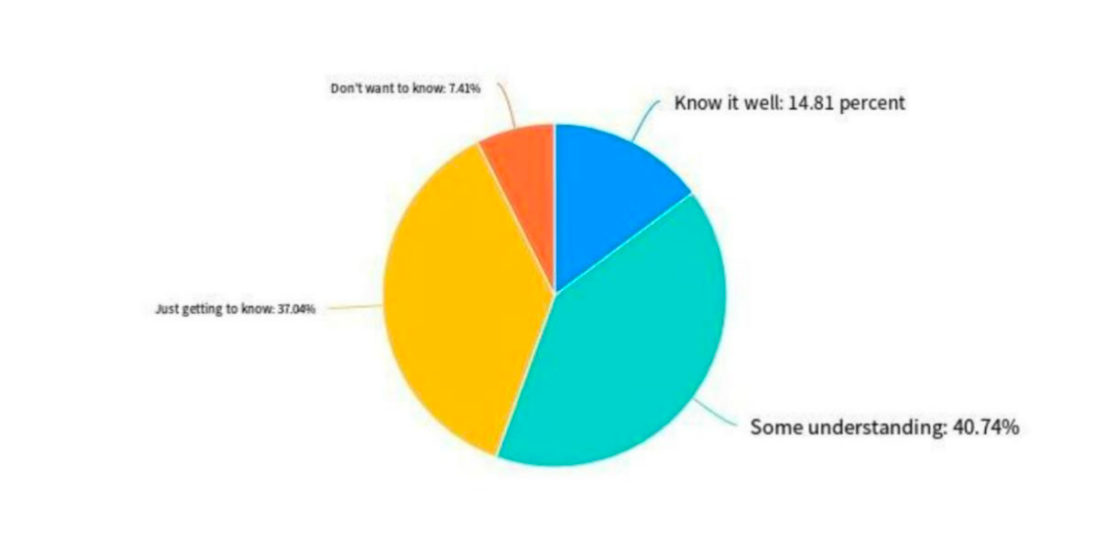 Don't want to know: 7.41%
Know it well: 14.81 percent
Just getting to know: 37.04%
Some understanding: 40.74%